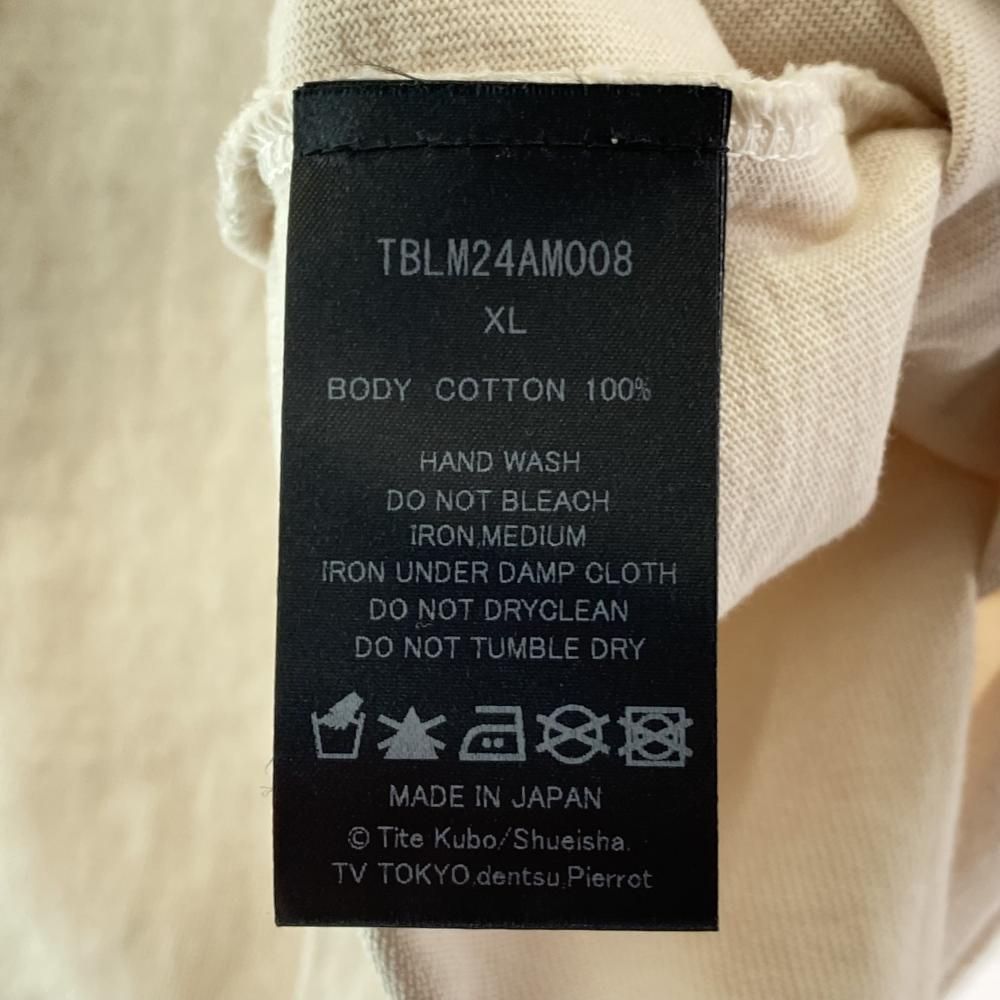 TBLM24AM008
XL
BODY COTTON 100%
HAND WASH
DO NOT BLEACH
IRON,MEDIUM
IRON UNDER DAMP CLOTH
DO NOT DRYCLEAN
DO NOT TUMBLE DRY
MADE IN JAPAN
© Tite Kubo/Shueisha,
TV TOKYO,dentsu,Pierrot